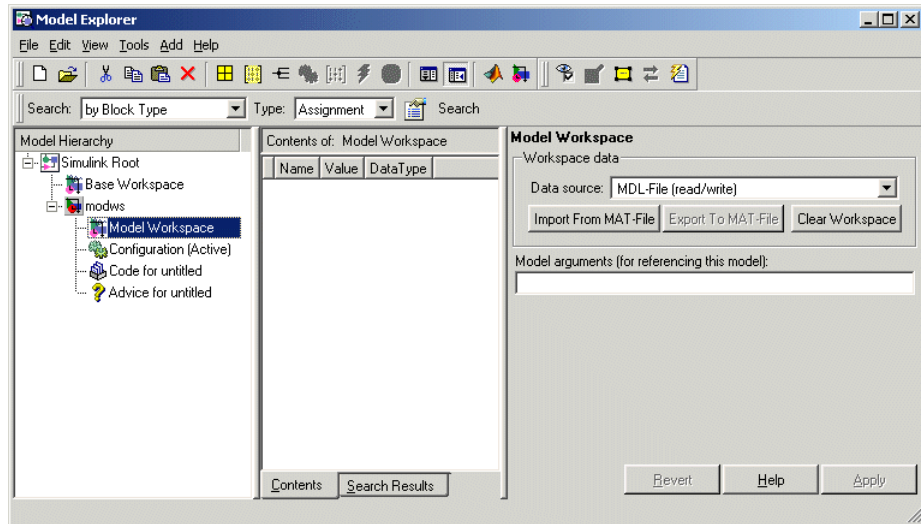 Model Explorer
File Edit View Tools Add Help
Search: by Block Type Type: Assignment Search
Model Hierarchy
Simulink Root
Base Workspace
modws
Model Workspace
Configuration (Active)
Code for untitled
Advice for untitled
Contents of: Model Workspace
Name Value DataType
Contents Search Results
Model Workspace
Workspace data
Data source: MDL-File (read/write)
Import From MAT-File Export To MAT-File Clear Workspace
Model arguments (for referencing this model):
Revert Help Apply